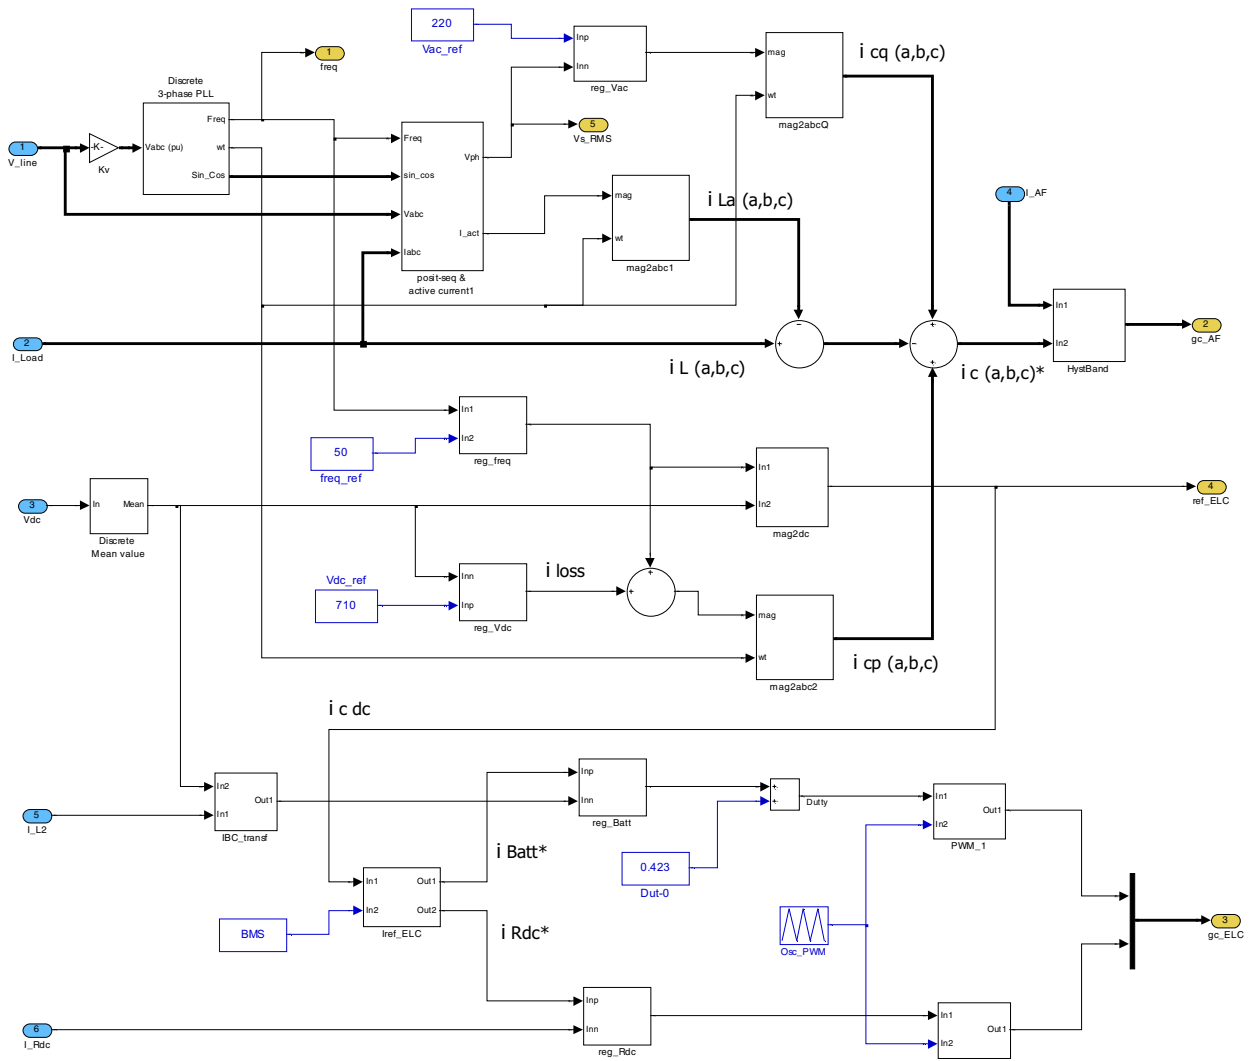 220
Vac_ref
Inp
Inn
reg_Vac
mag
wt
mag2abcQ
i cq (a,b,c)
1
freq
Discrete
3-phase PLL
Freq
wt
Sin_Cos
Vabc (pu)
1
V_line
-K-
Kv
Freq
sin_cos
Vabc
Iabc
Vph
I_act
posit-seq &
active current1
5
Vs_RMS
mag
wt
mag2abc1
i La (a,b,c)
4
I_AF
In1
In2
HystBand
2
gc_AF
2
I_Load
-
+
i L (a,b,c)
+
-
+
i c (a,b,c)*
In1
In2
reg_freq
50
freq_ref
In1
In2
mag2dc
4
ref_ELC
3
Vdc
In
Mean
Discrete
Mean value
Vdc_ref
710
Inn
Inp
reg_Vdc
i loss
+
+
mag
wt
mag2abc2
i cp (a,b,c)
i c dc
In2
In1
Out1
IBC_transf
5
I_L2
Inp
Inn
reg_Batt
+
+
Dutty
0.423
Dut-0
In1
In2
Out1
PWM_1
i Batt*
In1
In2
Out1
Out2
Iref_ELC
BMS
i Rdc*
Osc_PWM
3
gc_ELC
Inp
Inn
reg_Rdc
6
I_Rdc
In1
In2
Out1